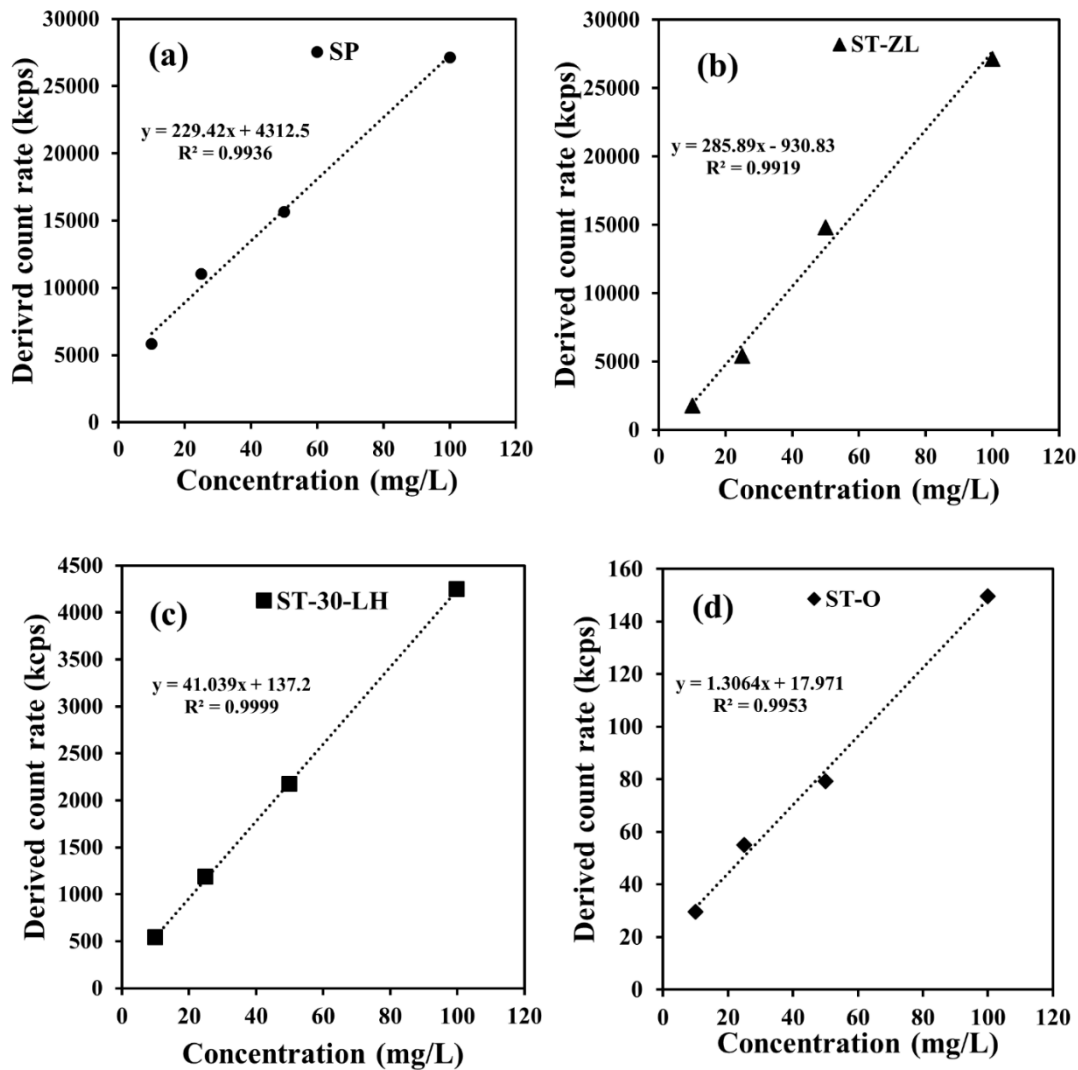 (a)
SP
y = 229.42x + 4312.5
R² = 0.9936
30000
25000
20000
15000
10000
5000
0
0 20 40 60 80 100 120
Derivrd count rate (kcps)
Concentration (mg/L)
(b)
ST-ZL
y = 285.89x - 930.83
R² = 0.9919
30000
25000
20000
15000
10000
5000
0
0 20 40 60 80 100 120
Derived count rate (kcps)
Concentration (mg/L)
(c)
ST-30-LH
y = 41.039x + 137.2
R² = 0.9999
4500
4000
3500
3000
2500
2000
1500
1000
500
0
0 20 40 60 80 100 120
Derived count rate (kcps)
Concentration (mg/L)
(d)
ST-O
y = 1.3064x + 17.971
R² = 0.9953
160
140
120
100
80
60
40
20
0
0 20 40 60 80 100 120
Derived count rate (kcps)
Concentration (mg/L)